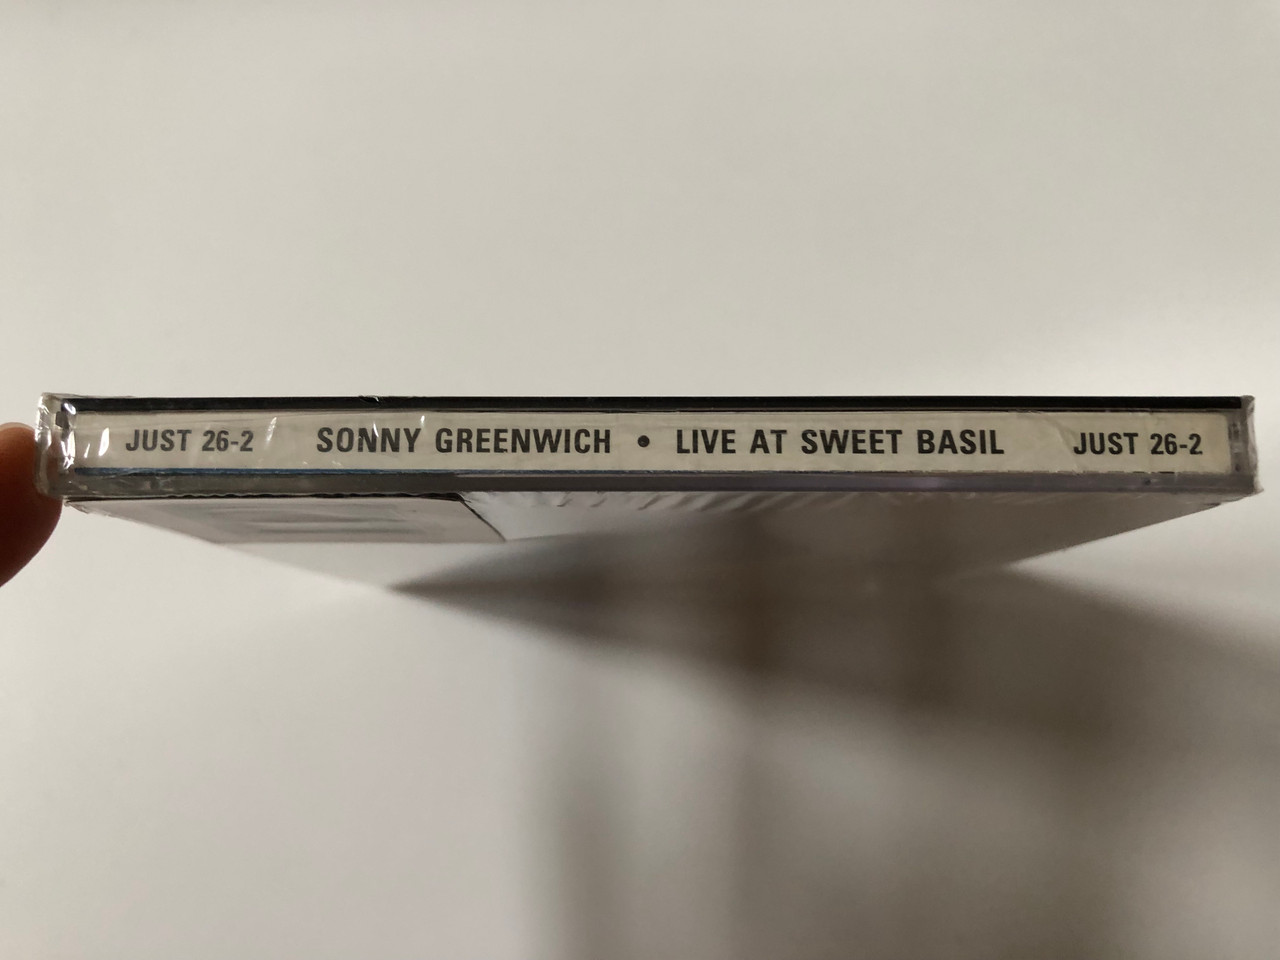 JUST 26-2 SONNY GREENWICH • LIVE AT SWEET BASIL JUST 26-2